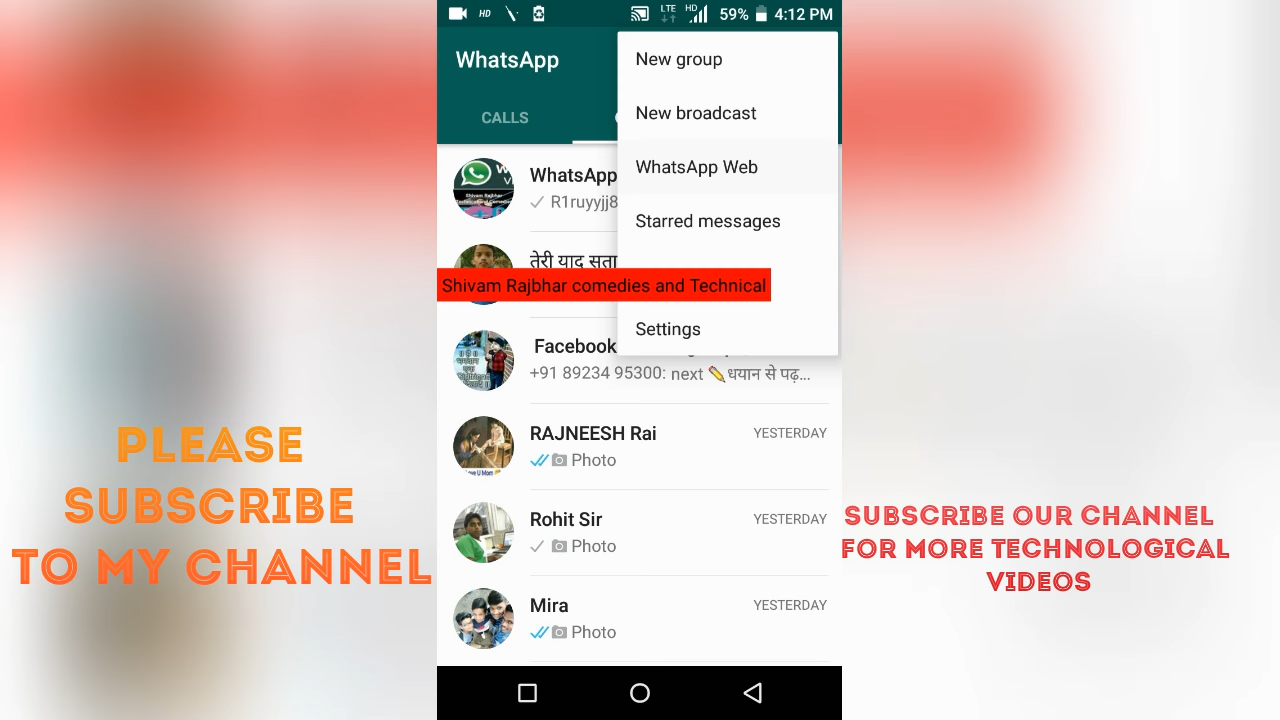 HD
LTE
HD
59%
4:12 PM
WhatsApp
New group
New broadcast
WhatsApp Web
Starred messages
Settings
CALLS
WhatsApp
R1ruyyjj8
तेरी याद सता
Shivam Rajbhar comedies and Technical
Facebook
+91 89234 95300: next ✏️धयान से पढ़...
RAJNEESH Rai
YESTERDAY
Photo
Rohit Sir
YESTERDAY
Photo
Mira
YESTERDAY
Photo
PLEASE
SUBSCRIBE
TO MY CHANNEL
SUBSCRIBE OUR CHANNEL
FOR MORE TECHNOLOGICAL
VIDEOS